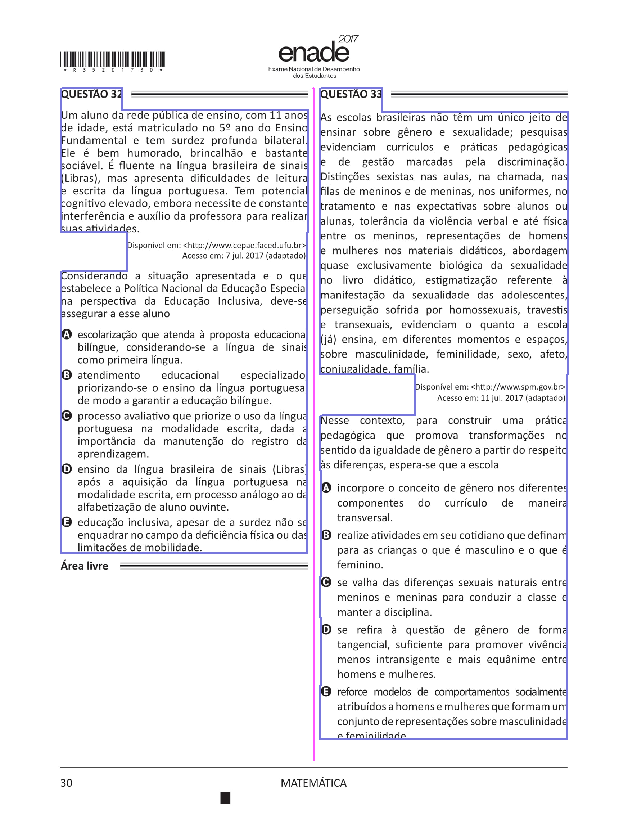 *R3020173D*
enade
2017
Exame Nacional de Desempenho
dos Estudantes
QUESTÃO 32
Um aluno da rede pública de ensino, com 11 anos
de idade, está matriculado no 5º ano do Ensino
Fundamental e tem surdez profunda bilateral.
Ele é bem humorado, brincalhão e bastante
sociável. É fluente na língua brasileira de sinais
(Libras), mas apresenta dificuldades de leitura
e escrita da língua portuguesa. Tem potencial
cognitivo elevado, embora necessite de constante
interferência e auxílio da professora para realizar
suas atividades.
Disponível em: <http://www.cepae.faced.ufu.br>
Acesso em: 7 jul. 2017 (adaptado)
Considerando a situação apresentada e o que
estabelece a Política Nacional da Educação Especia
na perspectiva da Educação Inclusiva, deve-se
assegurar a esse aluno
A escolarização que atenda à proposta educaciona
bilíngue, considerando-se a língua de sinais
como primeira língua.
B atendimento educacional especializado
priorizando-se o ensino da língua portuguesa
de modo a garantir a educação bilíngue.
C processo avaliativo que priorize o uso da língua
portuguesa na modalidade escrita, dada a
importância da manutenção do registro da
aprendizagem.
D ensino da língua brasileira de sinais (Libras)
após a aquisição da língua portuguesa na
modalidade escrita, em processo análogo ao da
alfabetização de aluno ouvinte.
E educação inclusiva, apesar de a surdez não se
enquadrar no campo da deficiência física ou das
limitações de mobilidade.
Área livre
QUESTÃO 33
As escolas brasileiras não têm um único jeito de
ensinar sobre gênero e sexualidade; pesquisas
evidenciam currículos e práticas pedagógicas
e de gestão marcadas pela discriminação.
Distinções sexistas nas aulas, na chamada, nas
filas de meninos e de meninas, nos uniformes, no
tratamento e nas expectativas sobre alunos ou
alunas, tolerância da violência verbal e até física
entre os meninos, representações de homens
e mulheres nos materiais didáticos, abordagem
quase exclusivamente biológica da sexualidade
no livro didático, estigmatização referente à
manifestação da sexualidade das adolescentes,
perseguição sofrida por homossexuais, travestis
e transexuais, evidenciam o quanto a escola
(já) ensina, em diferentes momentos e espaços,
sobre masculinidade, feminilidade, sexo, afeto,
conjugalidade, família.
Disponível em: <http://www.spm.gov.br>
Acesso em: 11 jul. 2017 (adaptado)
Nesse contexto, para construir uma prática
pedagógica que promova transformações no
sentido da igualdade de gênero a partir do respeito
às diferenças, espera-se que a escola
A incorpore o conceito de gênero nos diferentes
componentes do currículo de maneira
transversal.
B realize atividades em seu cotidiano que definam
para as crianças o que é masculino e o que é
feminino.
C se valha das diferenças sexuais naturais entre
meninos e meninas para conduzir a classe e
manter a disciplina.
D se refira à questão de gênero de forma
tangencial, suficiente para promover vivência
menos intransigente e mais equânime entre
homens e mulheres.
E reforce modelos de comportamentos socialmente
atribuídos a homens e mulheres que formam um
conjunto de representações sobre masculinidade
e feminilidade
30
MATEMÁTICA